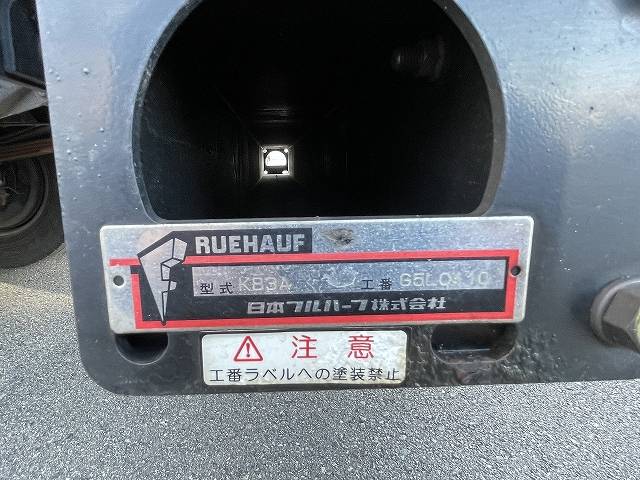 FRUEHAUF
型式 KB3A 工番 G5L0410
日本フルハーフ株式会社
⚠ 注意
工番ラベルへの塗装禁止